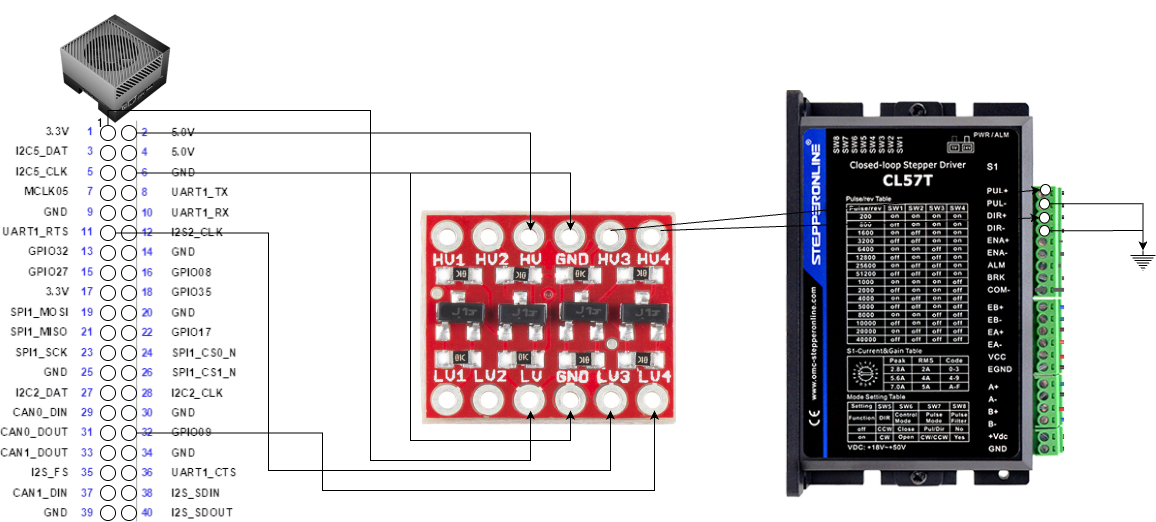 1
3.3V 1 2 5.0V
I2C5_DAT 3 4 5.0V
I2C5_CLK 5 6 GND
MCLK05 7 8 UART1_TX
GND 9 10 UART1_RX
UART1_RTS 11 12 I2S2_CLK
GPIO32 13 14 GND
GPIO27 15 16 GPIO08
3.3V 17 18 GPIO35
SPI1_MOSI 19 20 GND
SPI1_MISO 21 22 GPIO17
SPI1_SCK 23 24 SPI1_CS0_N
GND 25 26 SPI1_CS1_N
I2C2_DAT 27 28 I2C2_CLK
CAN0_DIN 29 30 GND
CAN0_DOUT 31 32 GPIO09
CAN1_DOUT 33 34 GND
I2S_FS 35 36 UART1_CTS
CAN1_DIN 37 38 I2S_SDIN
GND 39 40 I2S_SDOUT
HV1 HV2 HV GND HV3 HV4
J1 J1 J1 J1
LV1 LV2 LV GND LV3 LV4
STEPPERONLINE®
www.omc-stepperonline.com
CE
SW8 SW7 SW6 SW5 SW4 SW3 SW2 SW1
PWR/ALM
Closed-loop Stepper Driver
CL57T
S1
Pulse/rev Table
Pulse/rev SW1 SW2 SW3 SW4
200 on on on on
800 off on on on
1600 on off on on
3200 off off on on
6400 on on off on
12800 off on off on
25600 on off off on
51200 off off off on
1000 on on on off
2000 off on on off
4000 on off on off
5000 off off on off
8000 on on off off
10000 off on off off
20000 on off off off
40000 off off off off
S1-Current&Gain Table
Peak RMS Code
2.8A 2A 0-3
5.6A 4A 4-9
7.0A 5A A-F
Mode Setting Table
Setting SW5 SW6 SW7 SW8
Function DIR Control Mode Pulse Mode Pulse Filter
off CCW Close Pul/Dir No
on CW Open CW/CCW Yes
VDC: +18V~+50V
PUL+
PUL-
DIR+
DIR-
ENA+
ENA-
ALM
BRK
COM-
EB+
EB-
EA+
EA-
VCC
EGND
A+
A-
B+
B-
+Vdc
GND